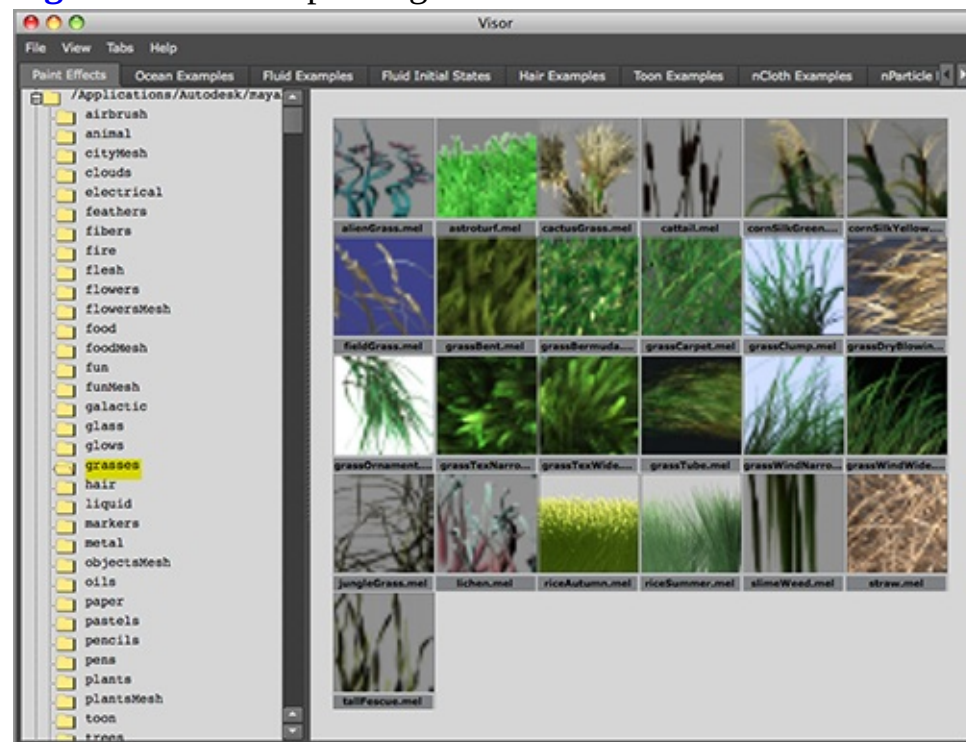 Visor
File View Tabs Help
Paint Effects Ocean Examples Fluid Examples Fluid Initial States Hair Examples Toon Examples nCloth Examples nParticle
/Applications/Autodesk/maya
airbrush
animal
cityMesh
clouds
electrical
feathers
fibers
fire
flesh
flowers
flowersMesh
food
foodMesh
fun
funMesh
galactic
glass
glows
grasses
hair
liquid
markers
metal
objectsMesh
oils
paper
pastels
pencils
pens
plants
plantsMesh
toon
trees
alienGrass.mel astroturf.mel cactusGrass.mel cattail.mel cornSilkGreen.... cornSilkYellow....
fieldGrass.mel grassBent.mel grassBermuda.... grassCarpet.mel grassClump.mel grassDryBlowin...
grassOrnament.... grassTexNarro... grassTexWide.... grassTube.mel grassWindNarro... grassWindWide....
jungleGrass.mel lichen.mel riceAutumn.mel riceSummer.mel slimeWeed.mel straw.mel
tallFescue.mel